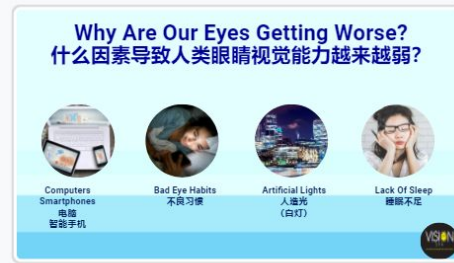 Why Are Our Eyes Getting Worse?
什么因素导致人类眼睛视觉能力越来越弱?
Computers
Smartphones
电脑
智能手机
Bad Eye Habits
不良习惯
Artificial Lights
人造光
(白灯)
Lack Of Sleep
睡眠不足
VISION